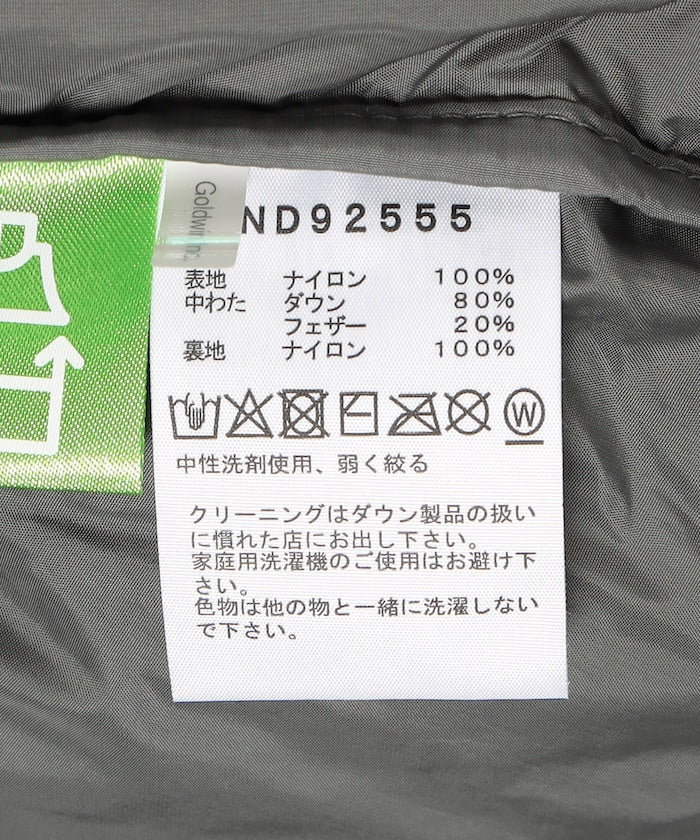 Goldwin Inc.
ND92555
表地 ナイロン 100%
中わた ダウン 80%
フェザー 20%
裏地 ナイロン 100%
W
中性洗剤使用、弱く絞る
クリーニングはダウン製品の扱い
に慣れた店にお出し下さい。
家庭用洗濯機のご使用はお避け下
さい。
色物は他の物と一緒に洗濯しない
で下さい。